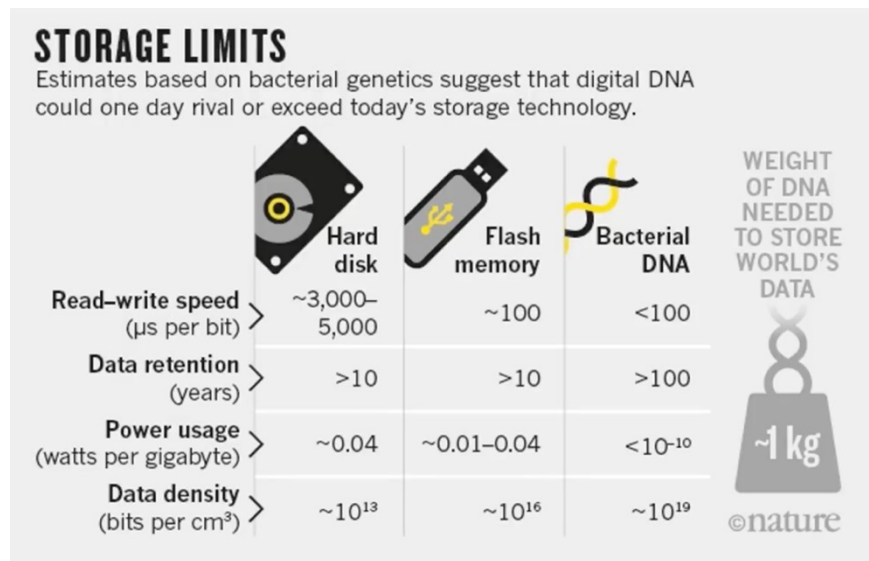 STORAGE LIMITS
Estimates based on bacterial genetics suggest that digital DNA
could one day rival or exceed today's storage technology.
Hard
disk
Flash
memory
Bacterial
DNA
Read–write speed
(µs per bit)
~3,000–
5,000
~100
<100
Data retention
(years)
>10
>10
>100
Power usage
(watts per gigabyte)
~0.04
~0.01–0.04
<10⁻¹⁰
Data density
(bits per cm³)
~10¹³
~10¹⁶
~10¹⁹
WEIGHT
OF DNA
NEEDED
TO STORE
WORLD'S
DATA
~1 kg
©nature